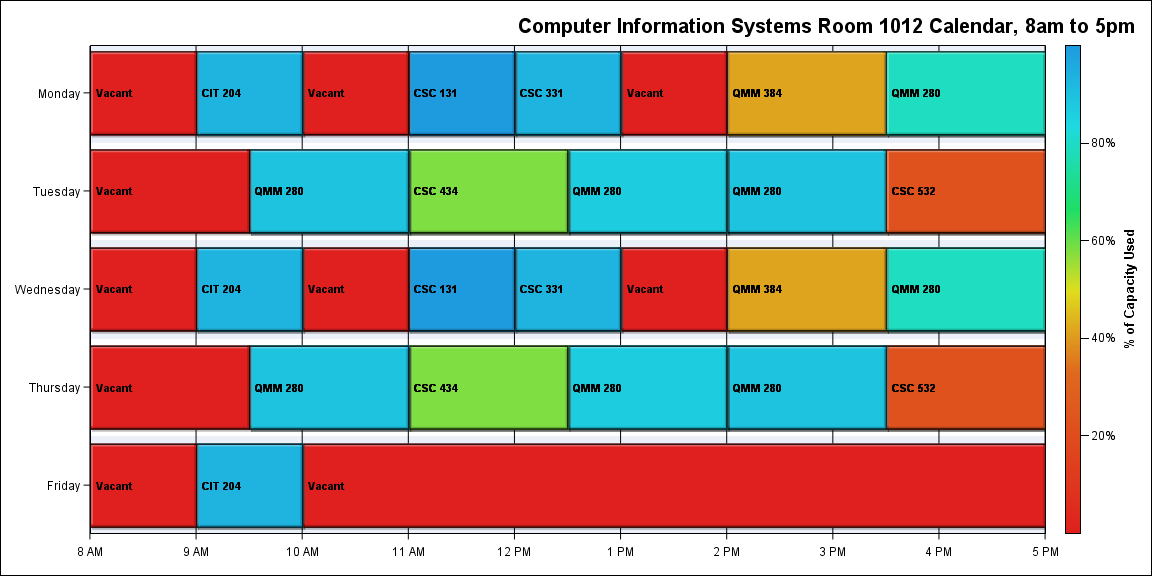 Computer Information Systems Room 1012 Calendar, 8am to 5pm
Monday
Vacant
CIT 204
Vacant
CSC 131
CSC 331
Vacant
QMM 384
QMM 280
Tuesday
Vacant
QMM 280
CSC 434
QMM 280
QMM 280
CSC 532
Wednesday
Vacant
CIT 204
Vacant
CSC 131
CSC 331
Vacant
QMM 384
QMM 280
Thursday
Vacant
QMM 280
CSC 434
QMM 280
QMM 280
CSC 532
Friday
Vacant
CIT 204
Vacant
8 AM
9 AM
10 AM
11 AM
12 PM
1 PM
2 PM
3 PM
4 PM
5 PM
80%
60%
40%
20%
% of Capacity Used